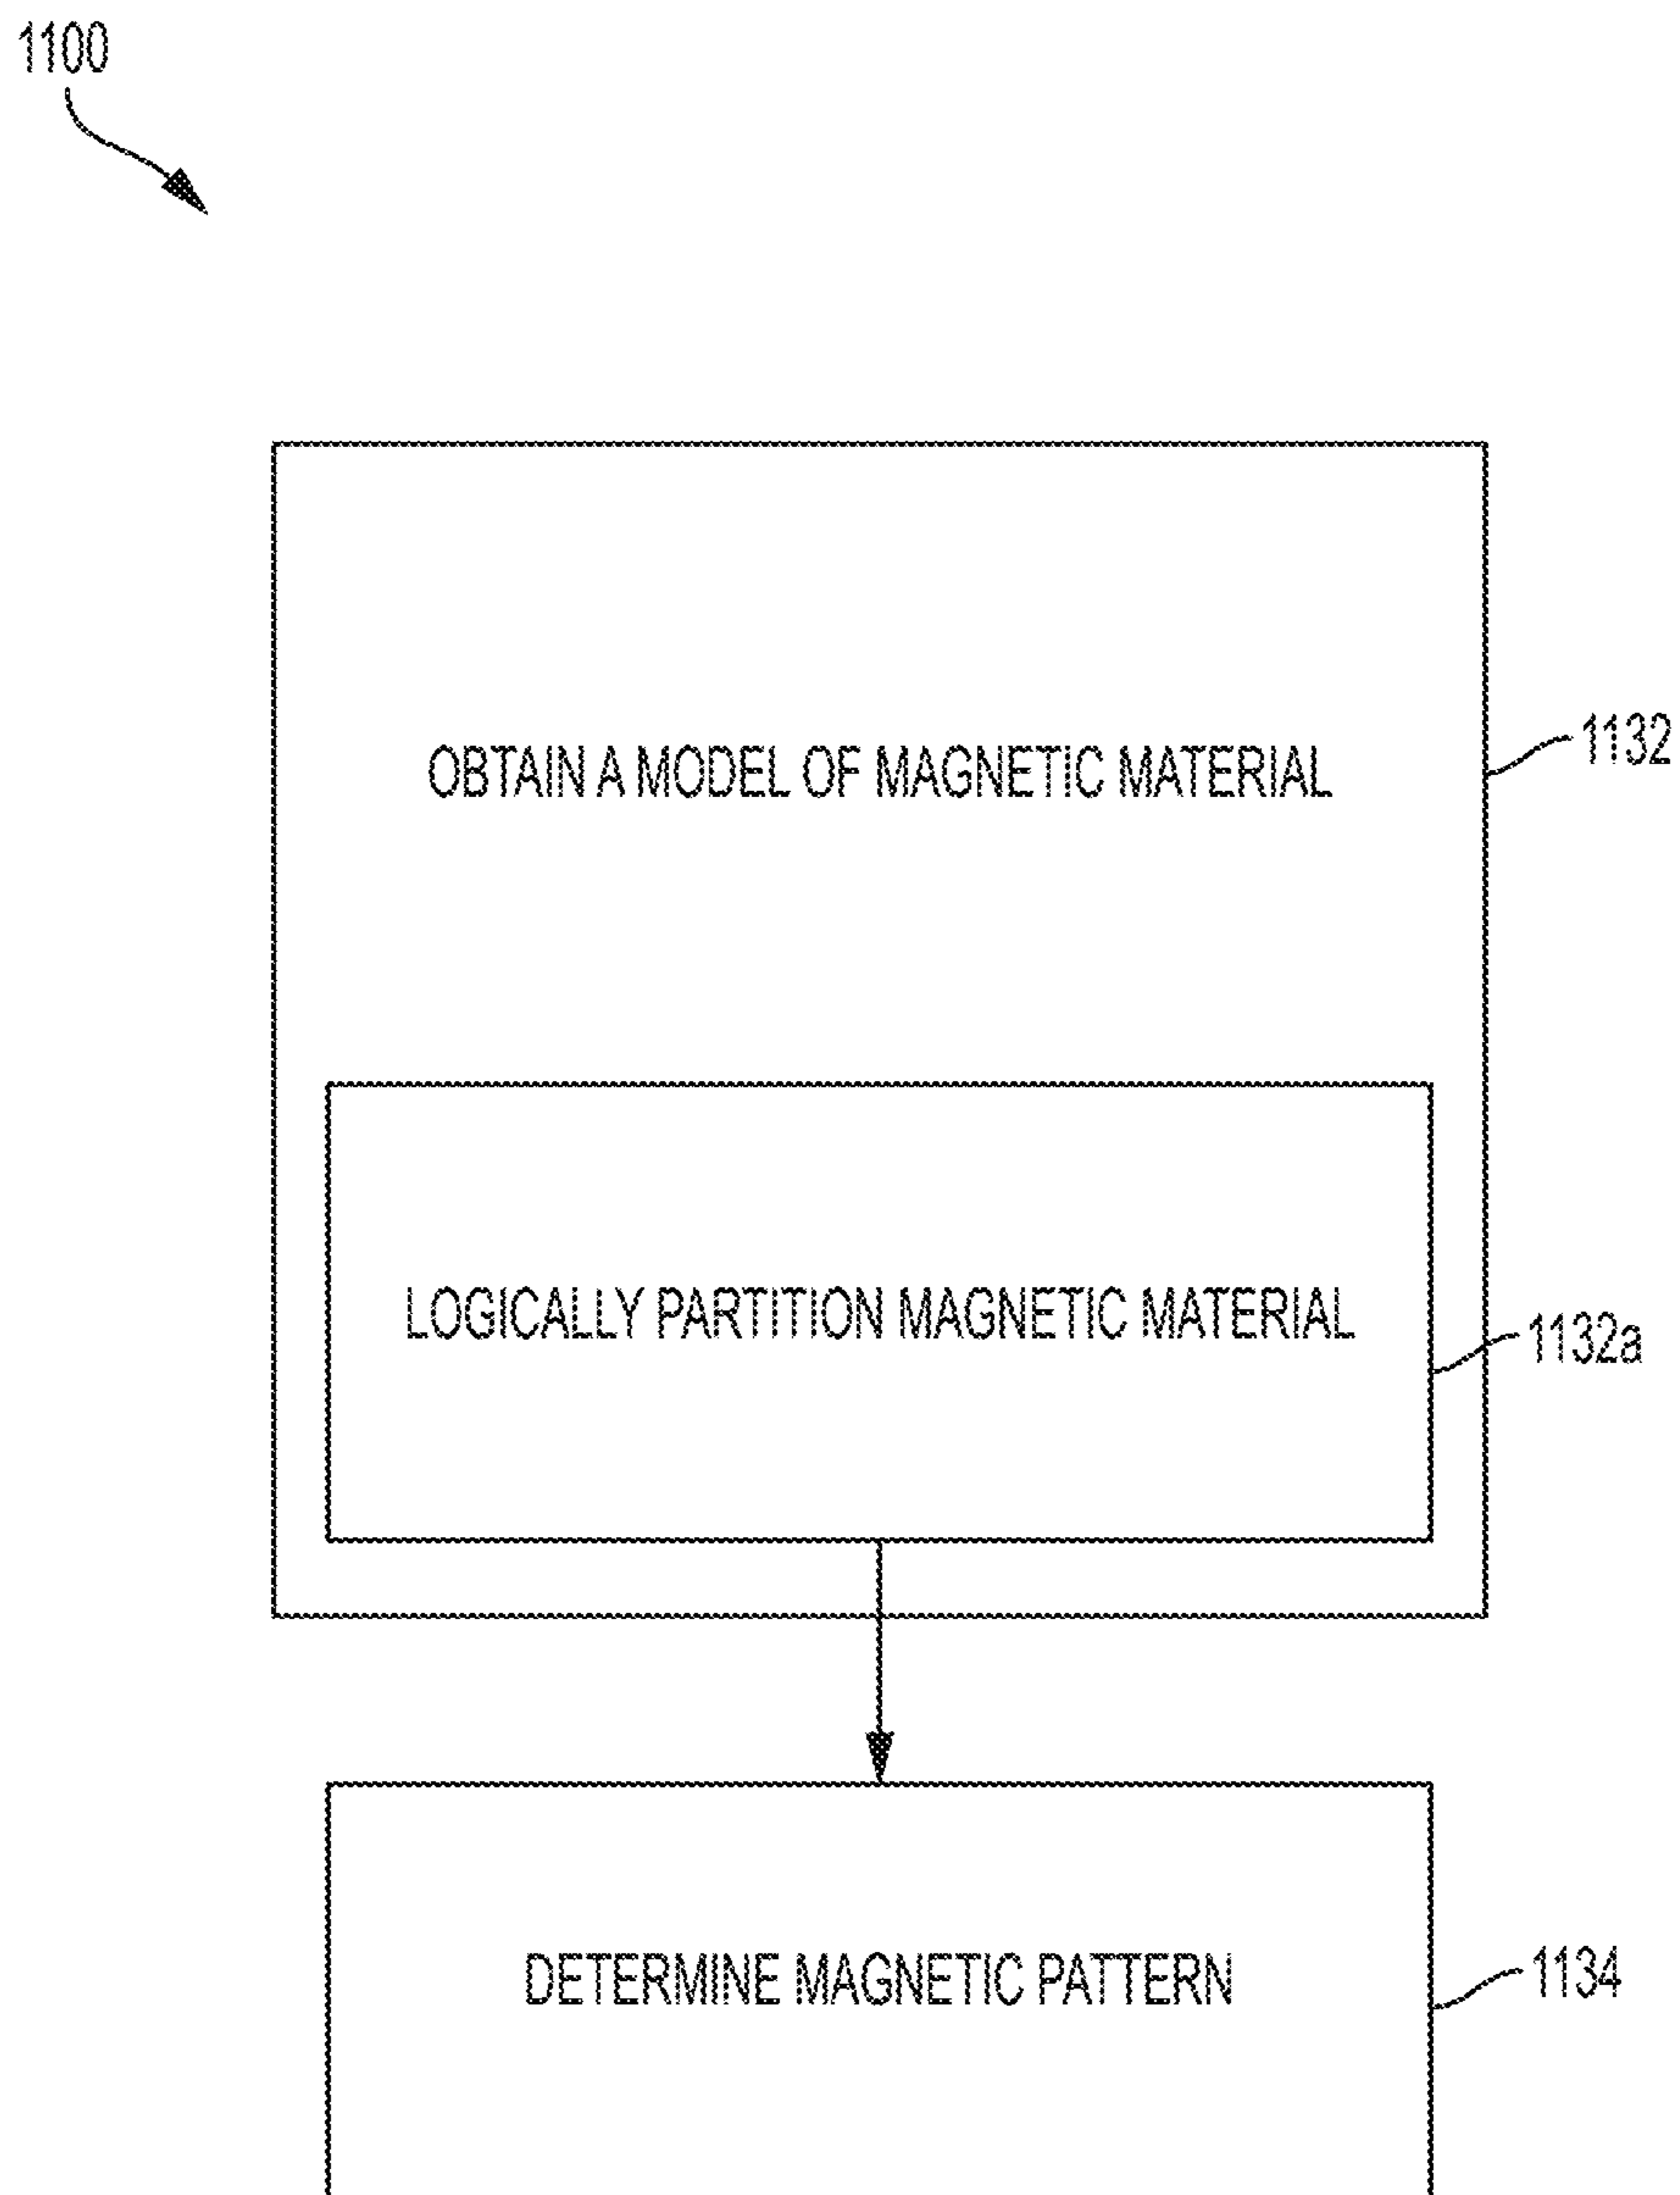 1100
OBTAIN A MODEL OF MAGNETIC MATERIAL
1132
LOGICALLY PARTITION MAGNETIC MATERIAL
1132a
DETERMINE MAGNETIC PATTERN
1134